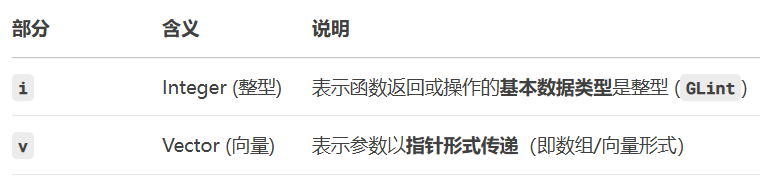 部分 含义 说明
i Integer (整型) 表示函数返回或操作的基本数据类型是整型 (GLint)
v Vector (向量) 表示参数以指针形式传递（即数组/向量形式）